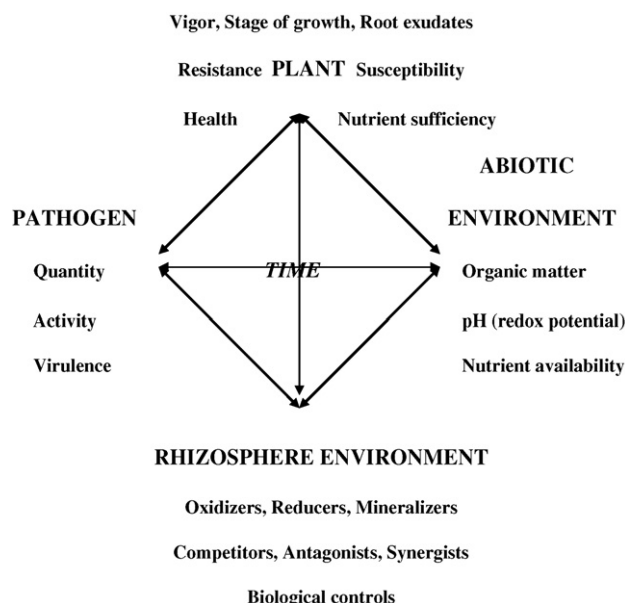 Vigor, Stage of growth, Root exudates
Resistance PLANT Susceptibility
Health Nutrient sufficiency
ABIOTIC
PATHOGEN ENVIRONMENT
Quantity TIME Organic matter
Activity pH (redox potential)
Virulence Nutrient availability
RHIZOSPHERE ENVIRONMENT
Oxidizers, Reducers, Mineralizers
Competitors, Antagonists, Synergists
Biological controls